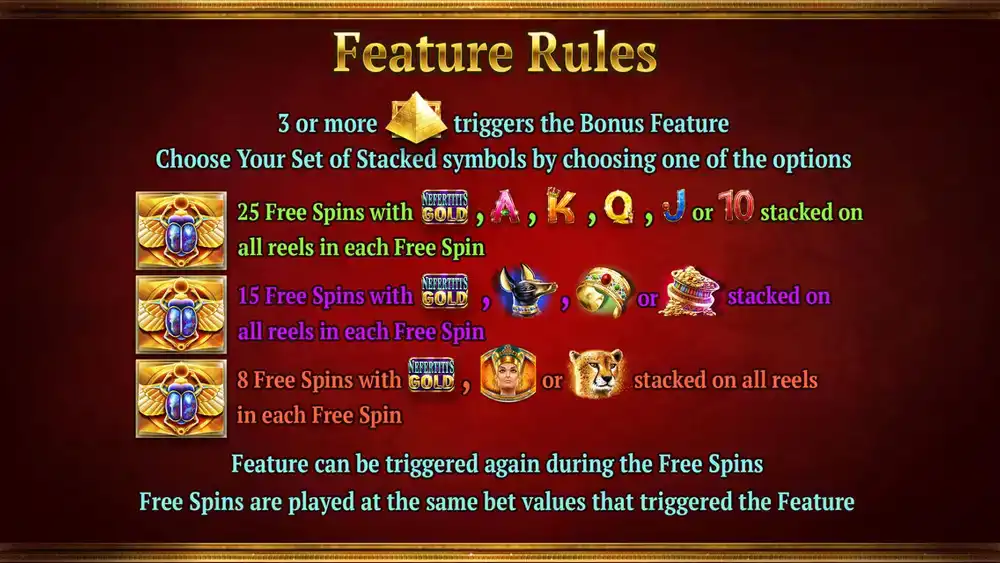 Feature Rules
3 or more triggers the Bonus Feature
Choose Your Set of Stacked symbols by choosing one of the options
25 Free Spins with NEFERTITI'S GOLD, A, K, Q, J or 10 stacked on
all reels in each Free Spin
15 Free Spins with NEFERTITI'S GOLD, , or stacked on
all reels in each Free Spin
8 Free Spins with NEFERTITI'S GOLD, or stacked on all reels
in each Free Spin
Feature can be triggered again during the Free Spins
Free Spins are played at the same bet values that triggered the Feature